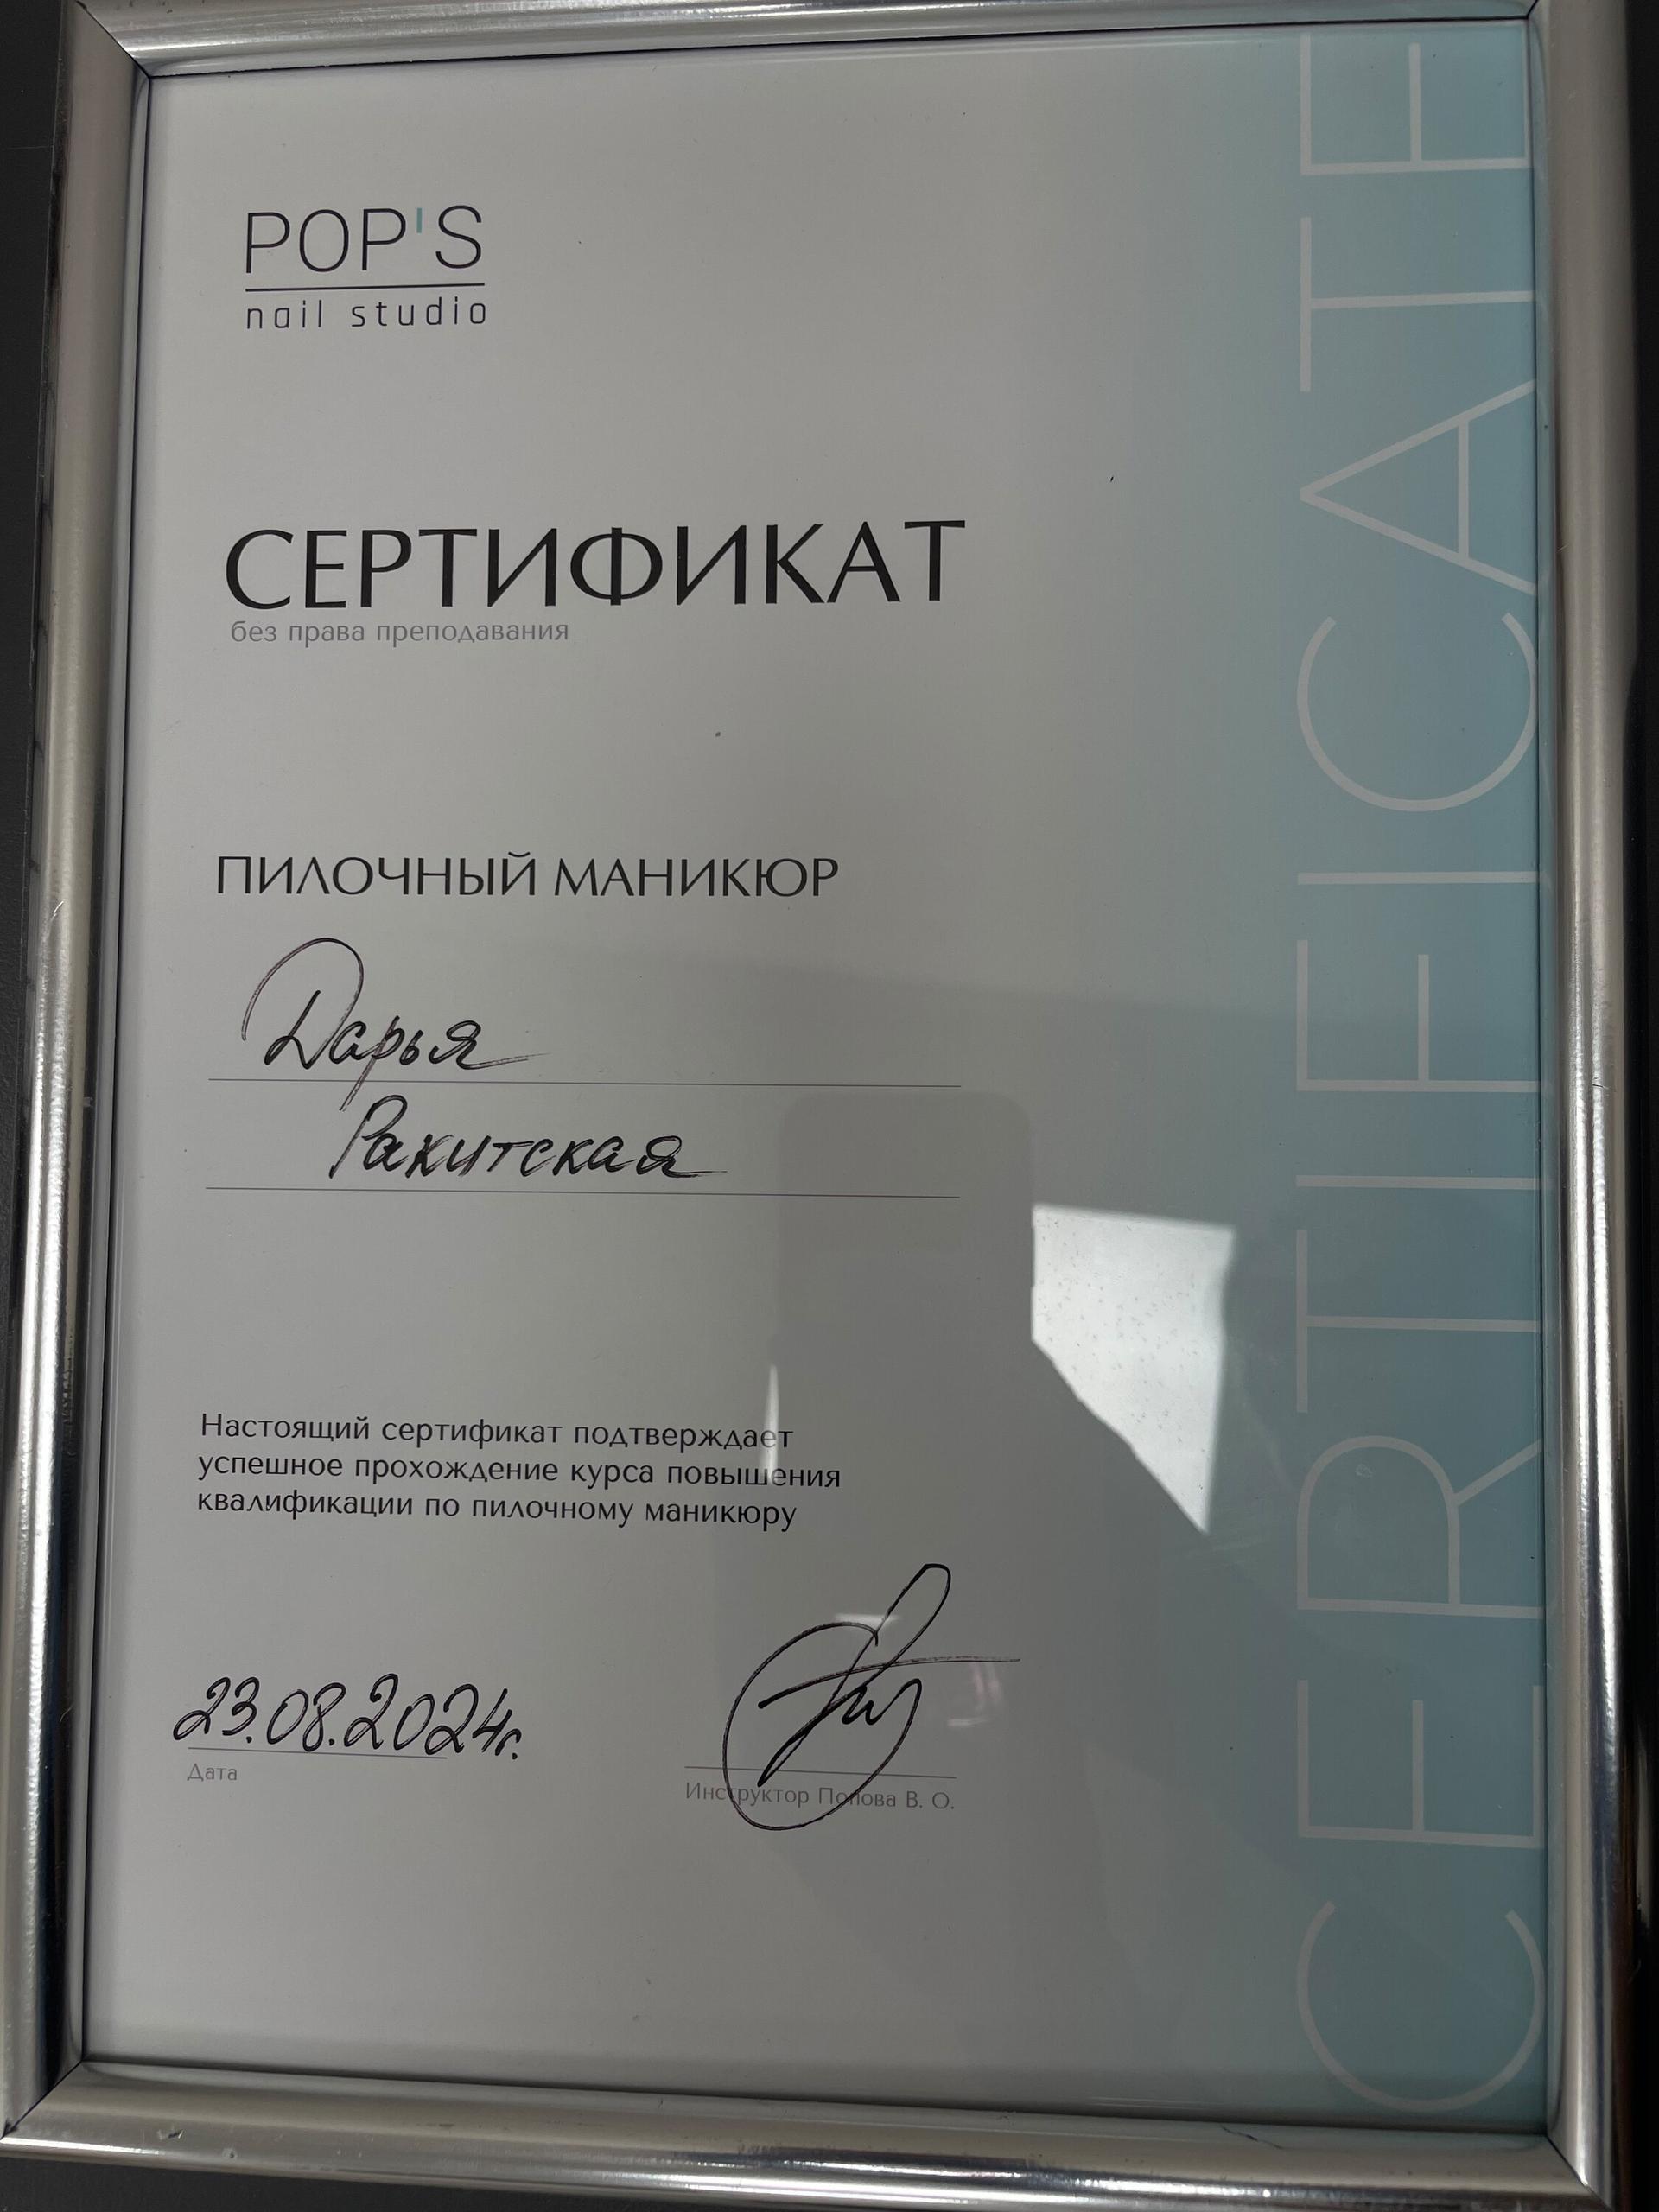 POP'S
nail studio
СЕРТИФИКАТ
без права преподавания
ПИЛОЧНЫЙ МАНИКЮР
Дарья
Ракитская
Настоящий сертификат подтверждает
успешное прохождение курса повышения
квалификации по пилочному маникюру
23.08.2024г.
Дата
Инструктор Попова В. О.
CERTIFICATE